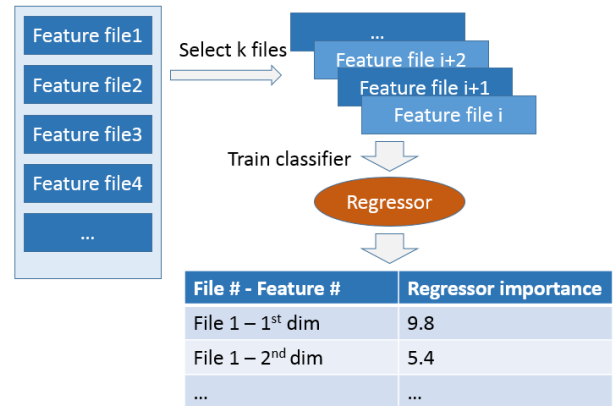 Feature file1
Feature file2
Feature file3
Feature file4
...
Select k files
...
Feature file i+2
Feature file i+1
Feature file i
Train classifier
Regressor
File # - Feature # Regressor importance
File 1 – 1st dim 9.8
File 1 – 2nd dim 5.4
... ...